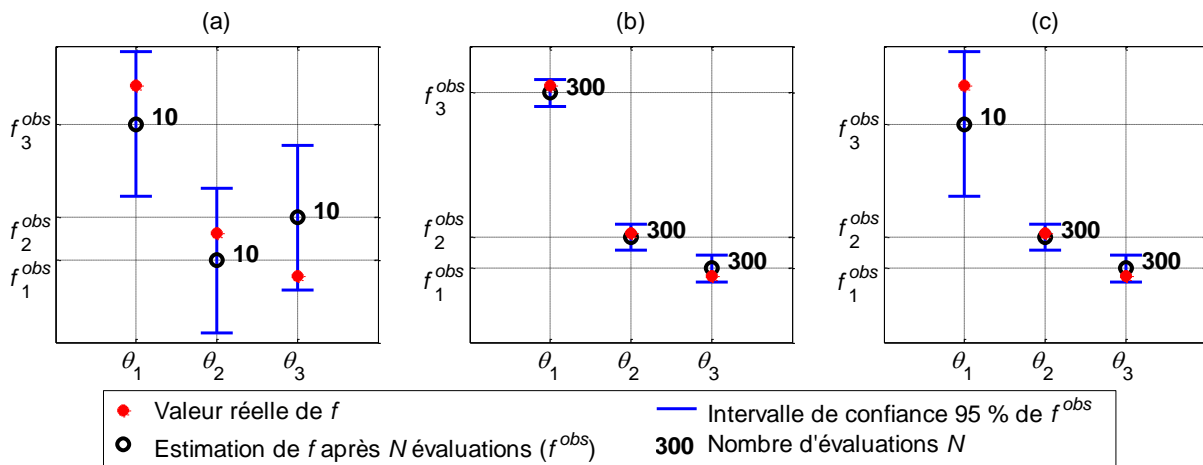 (a) (b) (c)
f₃ᵒᵇˢ 10 10 10 f₂ᵒᵇˢ f₁ᵒᵇˢ
θ₁ θ₂ θ₃
f₃ᵒᵇˢ 300 300 300 f₂ᵒᵇˢ f₁ᵒᵇˢ
θ₁ θ₂ θ₃
f₃ᵒᵇˢ 10 300 300 f₂ᵒᵇˢ f₁ᵒᵇˢ
θ₁ θ₂ θ₃
Valeur réelle de f
Estimation de f après N évaluations (fᵒᵇˢ)
Intervalle de confiance 95 % de fᵒᵇˢ
300 Nombre d'évaluations N